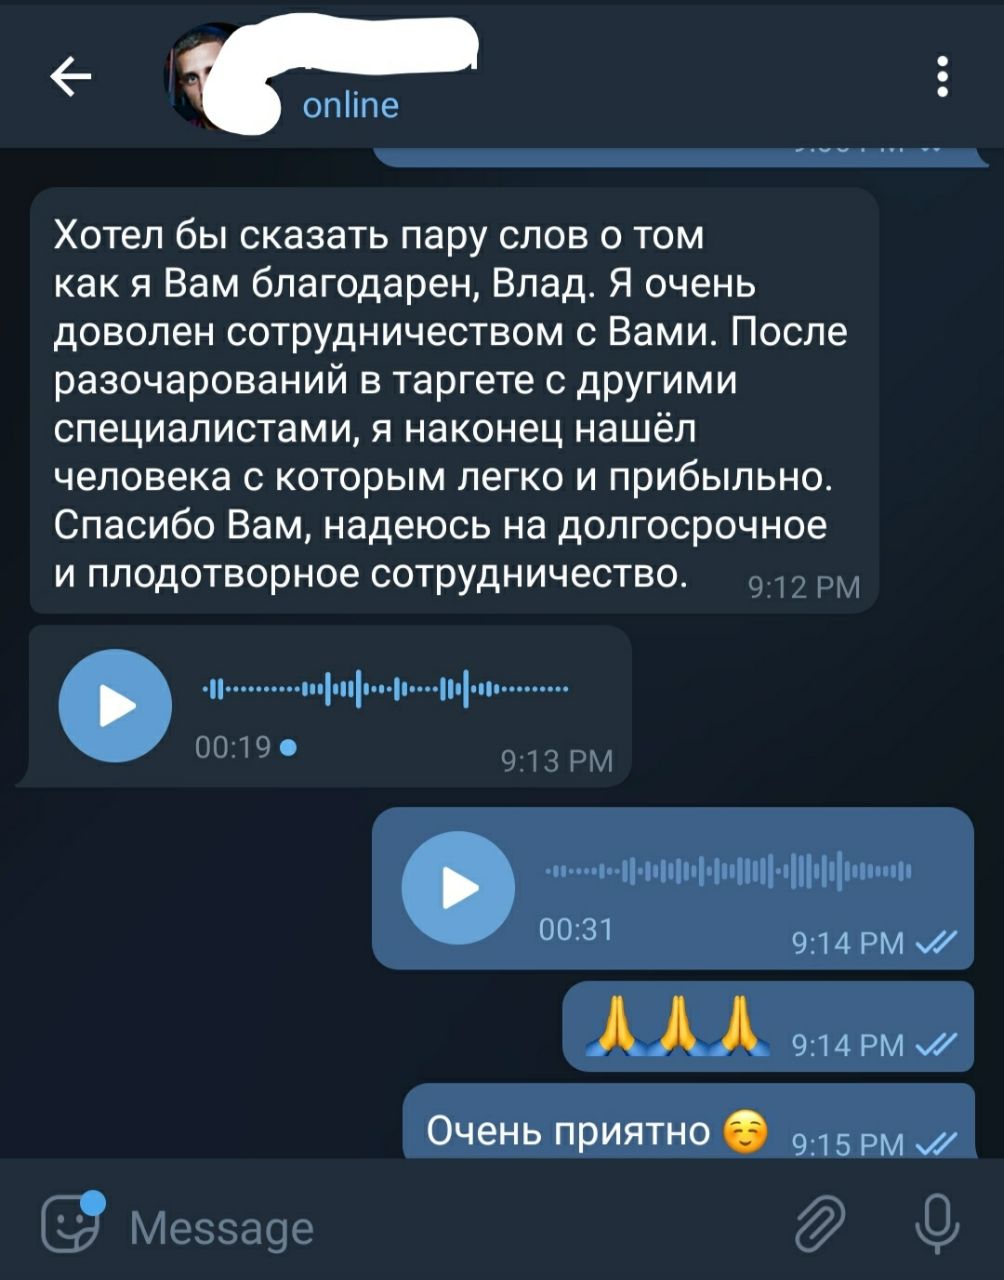 online
Хотел бы сказать пару слов о том
как я Вам благодарен, Влад. Я очень
доволен сотрудничеством с Вами. После
разочарований в таргете с другими
специалистами, я наконец нашёл
человека с которым легко и прибыльно.
Спасибо Вам, надеюсь на долгосрочное
и плодотворное сотрудничество.
9:12 PM
00:19
9:13 PM
00:31
9:14 PM
🙏🙏🙏 9:14 PM
Очень приятно ☺️ 9:15 PM
Message